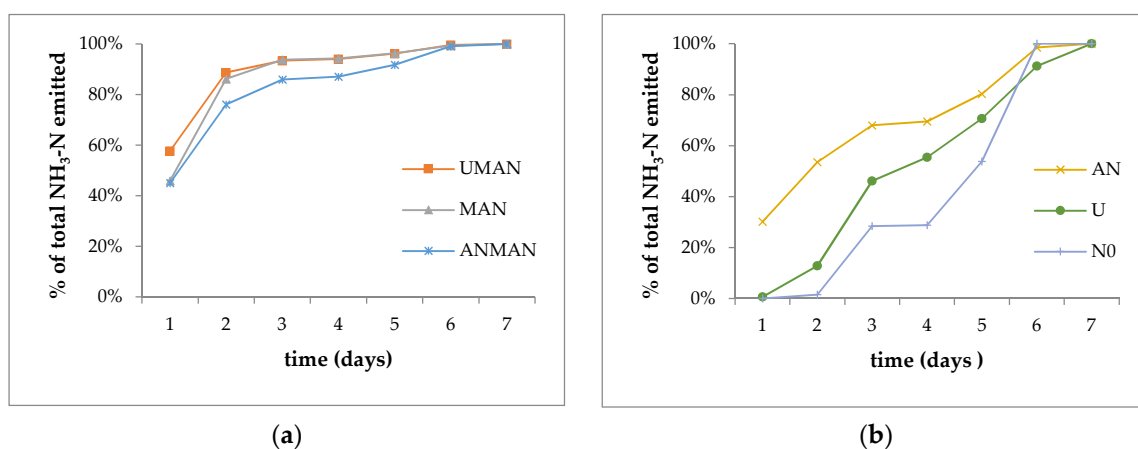 % of total NH₃-N emitted
100%
80%
60%
40%
20%
0%
UMAN
MAN
ANMAN
1 2 3 4 5 6 7
time (days)
(a)
% of total NH₃-N emitted
100%
80%
60%
40%
20%
0%
AN
U
N0
1 2 3 4 5 6 7
time (days )
(b)